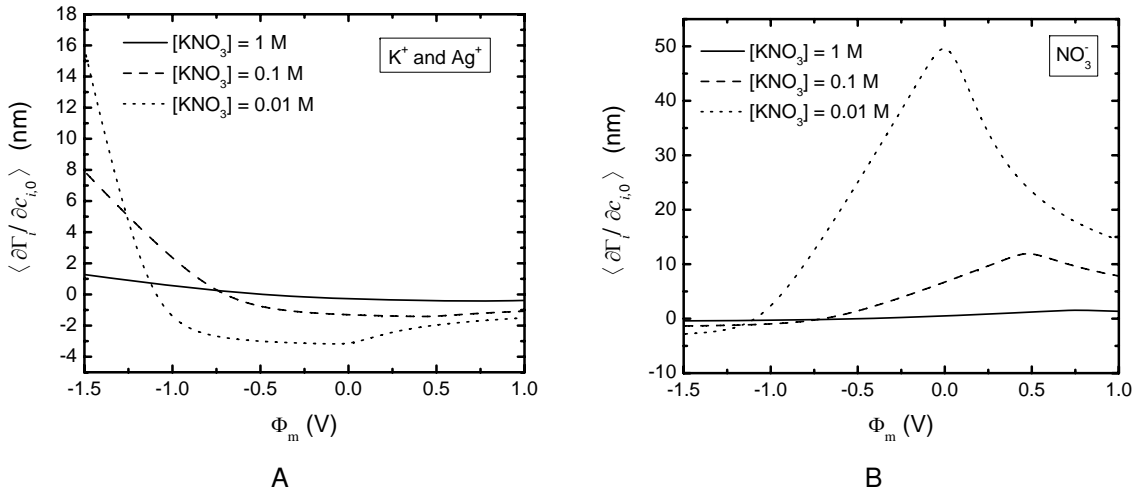 18
16
14
12
10
8
6
4
2
0
-2
-4
-1.5 -1.0 -0.5 0.0 0.5 1.0
[KNO₃] = 1 M
[KNO₃] = 0.1 M
[KNO₃] = 0.01 M
K⁺ and Ag⁺
⟨∂Γᵢ/∂cᵢ,₀⟩ (nm)
Φₘ (V)
A
50
40
30
20
10
0
-10
-1.5 -1.0 -0.5 0.0 0.5 1.0
[KNO₃] = 1 M
[KNO₃] = 0.1 M
[KNO₃] = 0.01 M
NO₃⁻
⟨∂Γᵢ/∂cᵢ,₀⟩ (nm)
Φₘ (V)
B